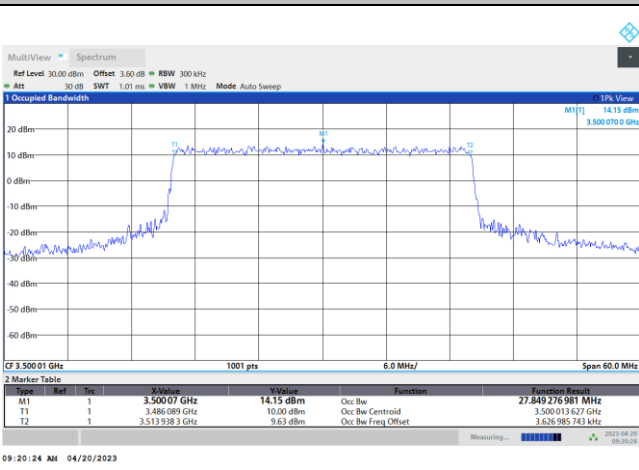 MultiView Spectrum
Ref Level 30.00 dBm Offset 3.60 dB RBW 300 kHz
Att 30 dB SWT 1.01 ms VBW 1 MHz Mode Auto Sweep
1 Occupied Bandwidth 1Pk View
M1[1] 14.15 dBm
3.500 070 0 GHz
M1
T1 T2
20 dBm
10 dBm
0 dBm
-10 dBm
-20 dBm
-30 dBm
-40 dBm
-50 dBm
-60 dBm
CF 3.500 01 GHz 1001 pts 6.0 MHz/ Span 60.0 MHz
2 Marker Table
Type Ref Trc X-Value Y-Value Function Function Result
M1 1 3.500 07 GHz 14.15 dBm Occ Bw 27.849 276 981 MHz
T1 1 3.486 089 GHz 10.00 dBm Occ Bw Centroid 3.500 013 627 GHz
T2 1 3.513 938 3 GHz 9.63 dBm Occ Bw Freq Offset 3.626 985 743 kHz
Measuring... 2023-04-20
09:20:24
09:20:24 AM 04/20/2023